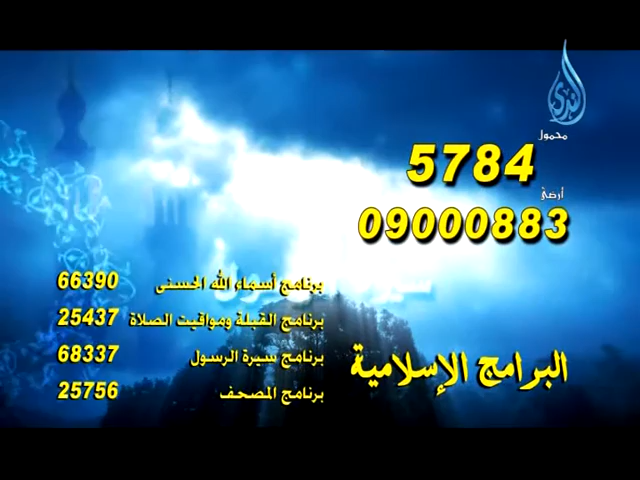 الندى
محمول
5784
أرضي
09000883
برنامج أسماء الله الحسنى 66390
برنامج القبلة ومواقيت الصلاة 25437
برنامج سيرة الرسول 68337
برنامج المصحف 25756
البرامج الإسلامية